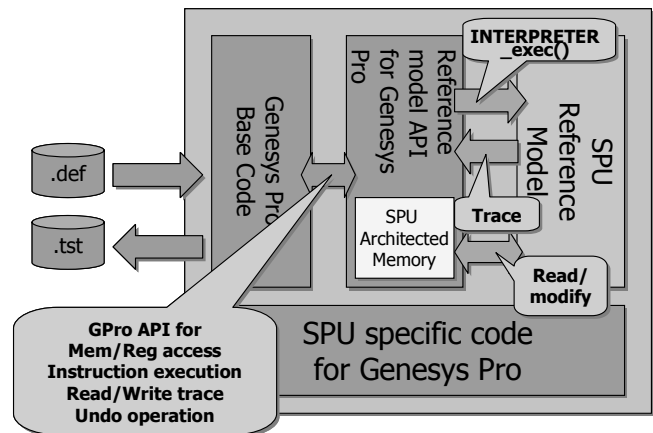 INTERPRETER
_exec()
Genesys Pro
Base Code
Reference
model API
for Genesys
Pro
SPU
Reference
Model
.def
.tst
SPU
Architected
Memory
Trace
Read/
modify
GPro API for
Mem/Reg access
Instruction execution
Read/Write trace
Undo operation
SPU specific code
for Genesys Pro